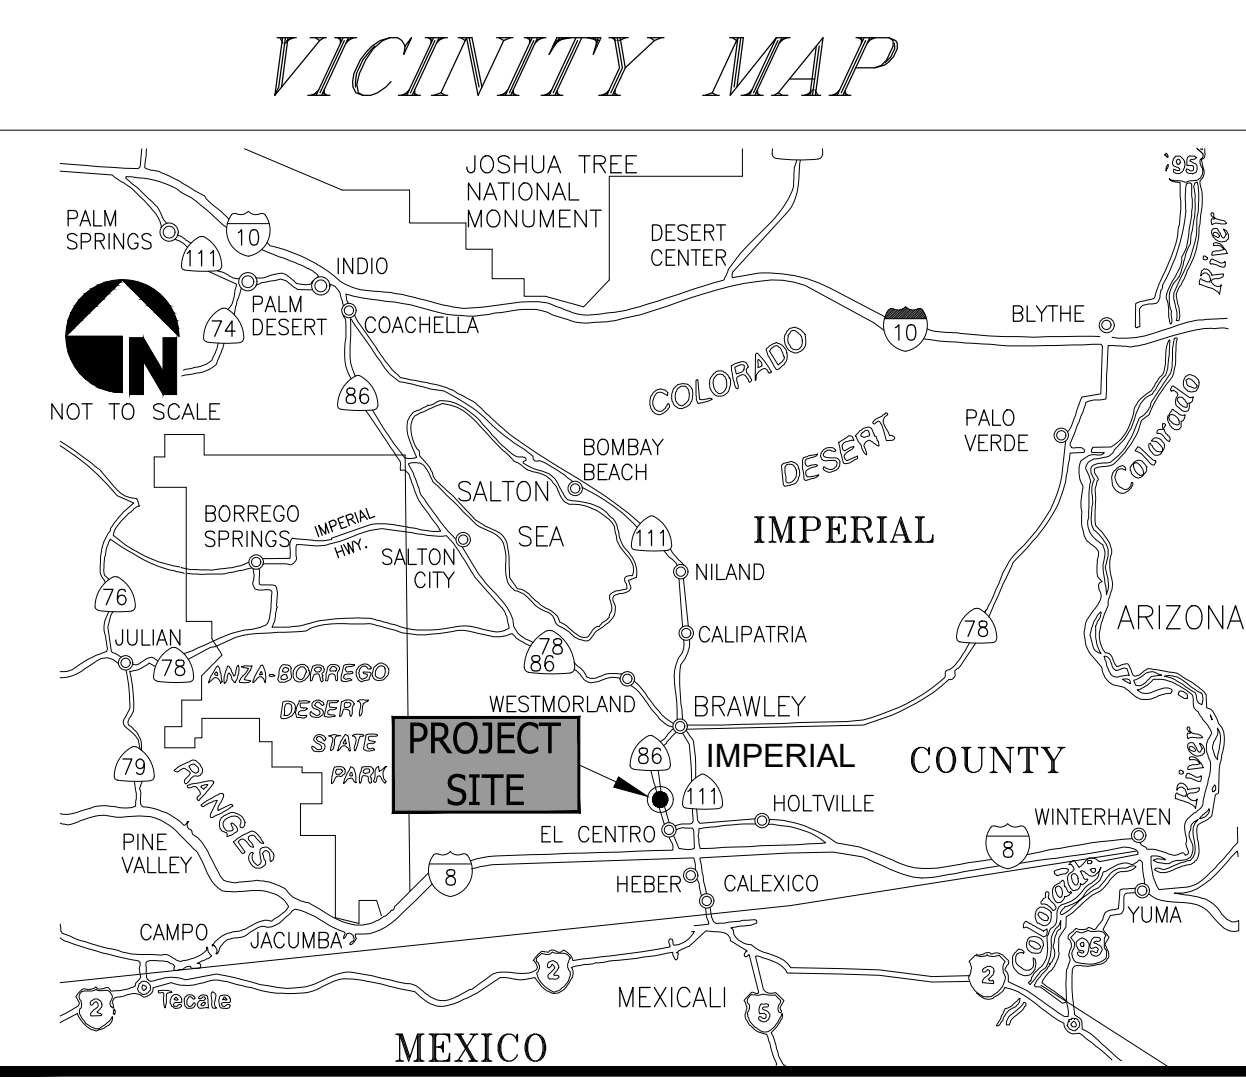 VICINITY MAP
JOSHUA TREE
NATIONAL
MONUMENT
95
River
PALM
SPRINGS
111
10
DESERT
CENTER
INDIO
PALM
DESERT
74
COACHELLA
10
BLYTHE
N
NOT TO SCALE
86
COLORADO
DESERT
PALO
VERDE
Colorado
BOMBAY
BEACH
SALTON
SEA
BORREGO
SPRINGS
IMPERIAL
HWY.
SALTON
CITY
111
IMPERIAL
NILAND
76
JULIAN
78
CALIPATRIA
78
86
78
ARIZONA
ANZA-BORREGO
DESERT
STATE
PARK
WESTMORLAND
BRAWLEY
PROJECT
SITE
86
IMPERIAL
COUNTY
79
RANGES
111
HOLTVILLE
River
WINTERHAVEN
EL CENTRO
PINE
VALLEY
8
8
HEBER
CALEXICO
Colorado
YUMA
CAMPO
JACUMBA
95
2
2
2
Tecate
MEXICALI
5
MEXICO